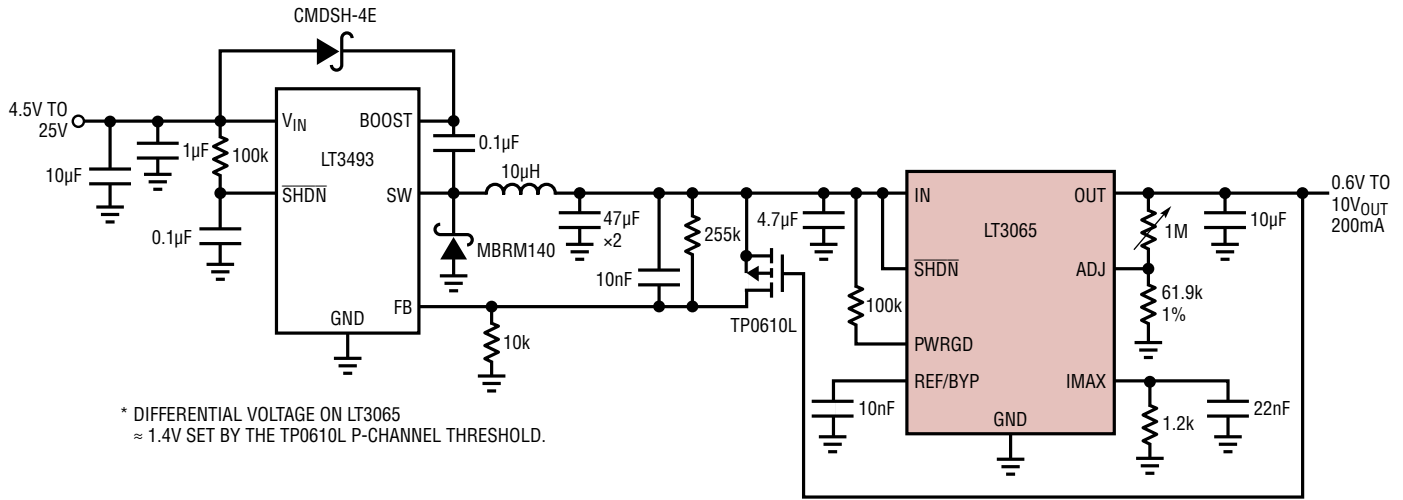 CMDSH-4E
4.5V TO
25V
10µF
1µF
100k
0.1µF
VIN
BOOST
LT3493
SHDN
SW
FB
GND
0.1µF
10µH
MBRM140
47µF
×2
10nF
255k
10k
TP0610L
4.7µF
100k
10nF
IN
OUT
LT3065
SHDN
ADJ
PWRGD
REF/BYP
IMAX
GND
1M
10µF
61.9k
1%
1.2k
22nF
0.6V TO
10VOUT
200mA
* DIFFERENTIAL VOLTAGE ON LT3065
≈ 1.4V SET BY THE TP0610L P-CHANNEL THRESHOLD.